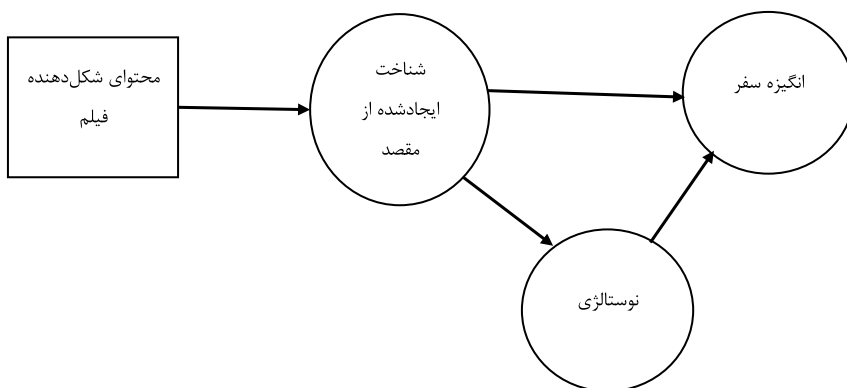 محتوای شکل‌دهنده
فیلم
شناخت
ایجادشده از
مقصد
انگیزه سفر
نوستالژی